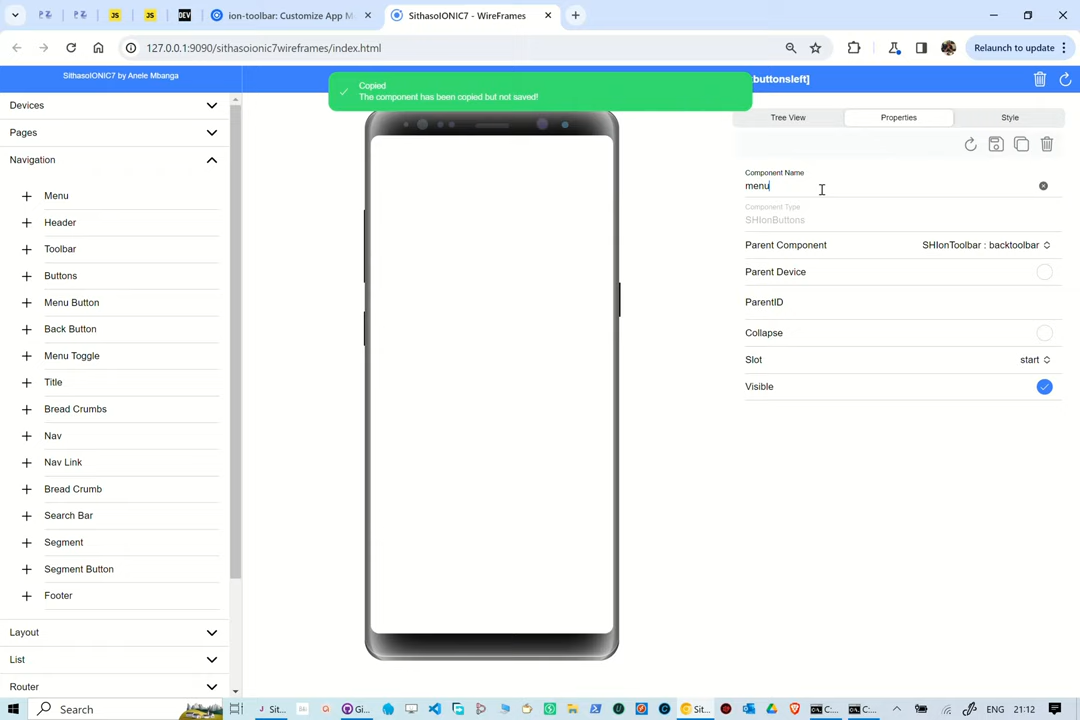 ion-toolbar: Customize App M
SithasoIONIC7 - WireFrames
127.0.0.1:9090/sithasoionic7wireframes/index.html
Relaunch to update
SithasoIONIC7 by Anele Mbanga
buttonsleft]
Copied
The component has been copied but not saved!
Devices
Pages
Navigation
Menu
Header
Toolbar
Buttons
Menu Button
Back Button
Menu Toggle
Title
Bread Crumbs
Nav
Nav Link
Bread Crumb
Search Bar
Segment
Segment Button
Footer
Layout
List
Router
Tree View
Properties
Style
Component Name
menu
Component Type
SHIonButtons
Parent Component
SHIonToolbar : backtoolbar
Parent Device
ParentID
Collapse
Slot
start
Visible
Search
Sit...
Gi...
Sit...
C:...
C:...
ENG
21:12